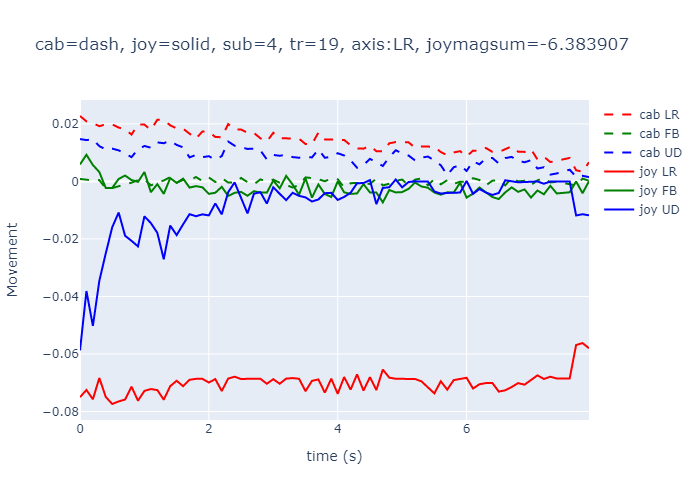 cab=dash, joy=solid, sub=4, tr=19, axis:LR, joymagsum=-6.383907
cab LR
cab FB
cab UD
joy LR
joy FB
joy UD
Movement
0.02
0
−0.02
−0.04
−0.06
−0.08
0
2
4
6
time (s)